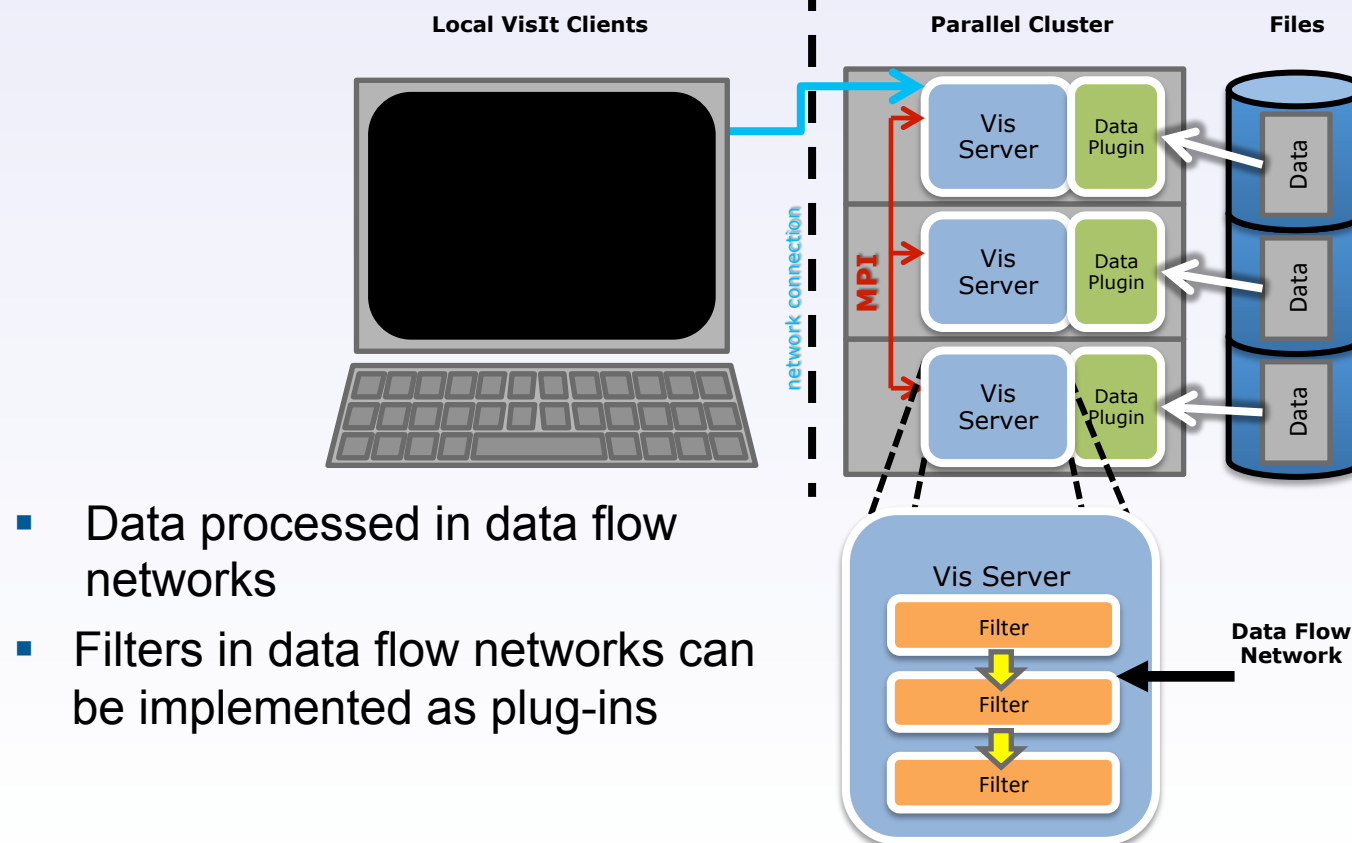 Local VisIt Clients
Parallel Cluster
Files
network connection
MPI
Vis
Server
Data
Plugin
Data
Vis
Server
Data
Plugin
Data
Vis
Server
Data
Plugin
Data
Data processed in data flow
networks
Filters in data flow networks can
be implemented as plug-ins
Vis Server
Filter
Filter
Filter
Data Flow
Network